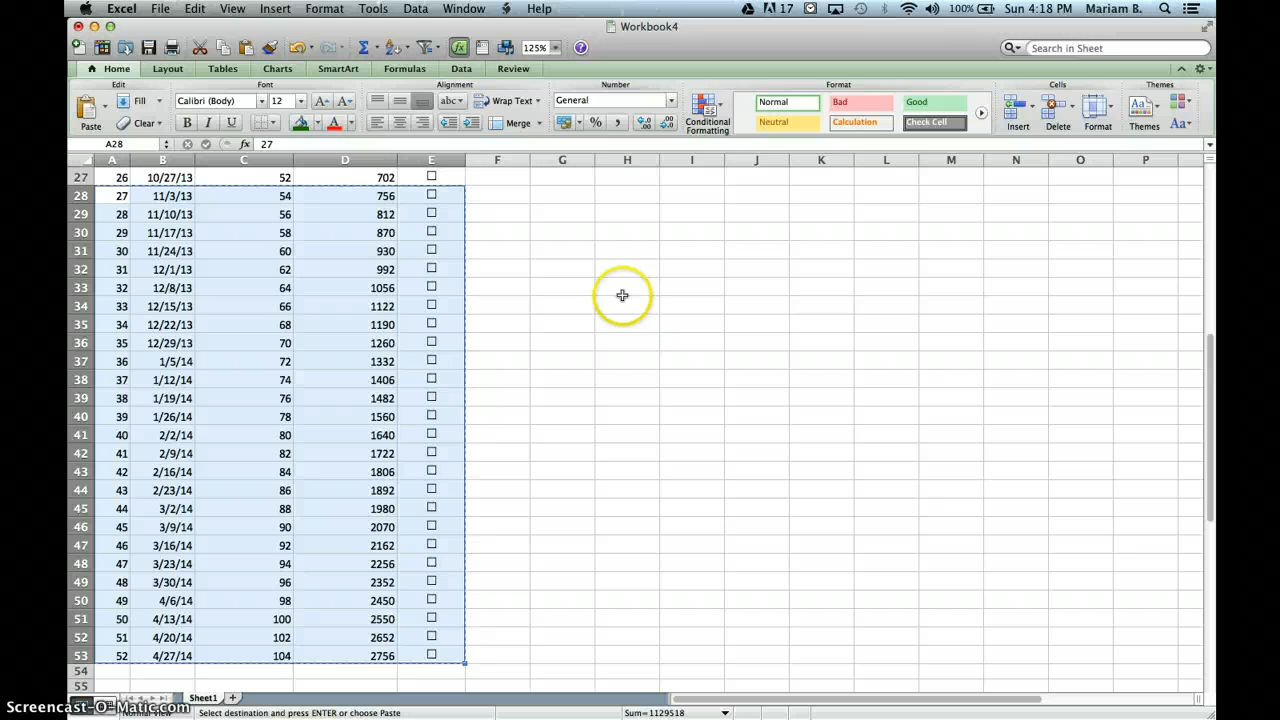 Excel File Edit View Insert Format Tools Data Window Help 17 100% Sun 4:18 PM Mariam B.
Workbook4
125% Search in Sheet
Home Layout Tables Charts SmartArt Formulas Data Review
Edit Font Alignment Number Format Cells Themes
Paste Fill Calibri (Body) 12 abc Wrap Text General Conditional Formatting Normal Bad Good Insert Delete Format Themes Aa
Clear B I U A Merge % Neutral Calculation Check Cell
A28 fx 27
A B C D E F G H I J K L M N O P
27 26 10/27/13 52 702
28 27 11/3/13 54 756
29 28 11/10/13 56 812
30 29 11/17/13 58 870
31 30 11/24/13 60 930
32 31 12/1/13 62 992
33 32 12/8/13 64 1056
34 33 12/15/13 66 1122
35 34 12/22/13 68 1190
36 35 12/29/13 70 1260
37 36 1/5/14 72 1332
38 37 1/12/14 74 1406
39 38 1/19/14 76 1482
40 39 1/26/14 78 1560
41 40 2/2/14 80 1640
42 41 2/9/14 82 1722
43 42 2/16/14 84 1806
44 43 2/23/14 86 1892
45 44 3/2/14 88 1980
46 45 3/9/14 90 2070
47 46 3/16/14 92 2162
48 47 3/23/14 94 2256
49 48 3/30/14 96 2352
50 49 4/6/14 98 2450
51 50 4/13/14 100 2550
52 51 4/20/14 102 2652
53 52 4/27/14 104 2756
54
55
Sheet1
Screencast-O-Matic.com Normal View Select destination and press ENTER or choose Paste Sum=1129518